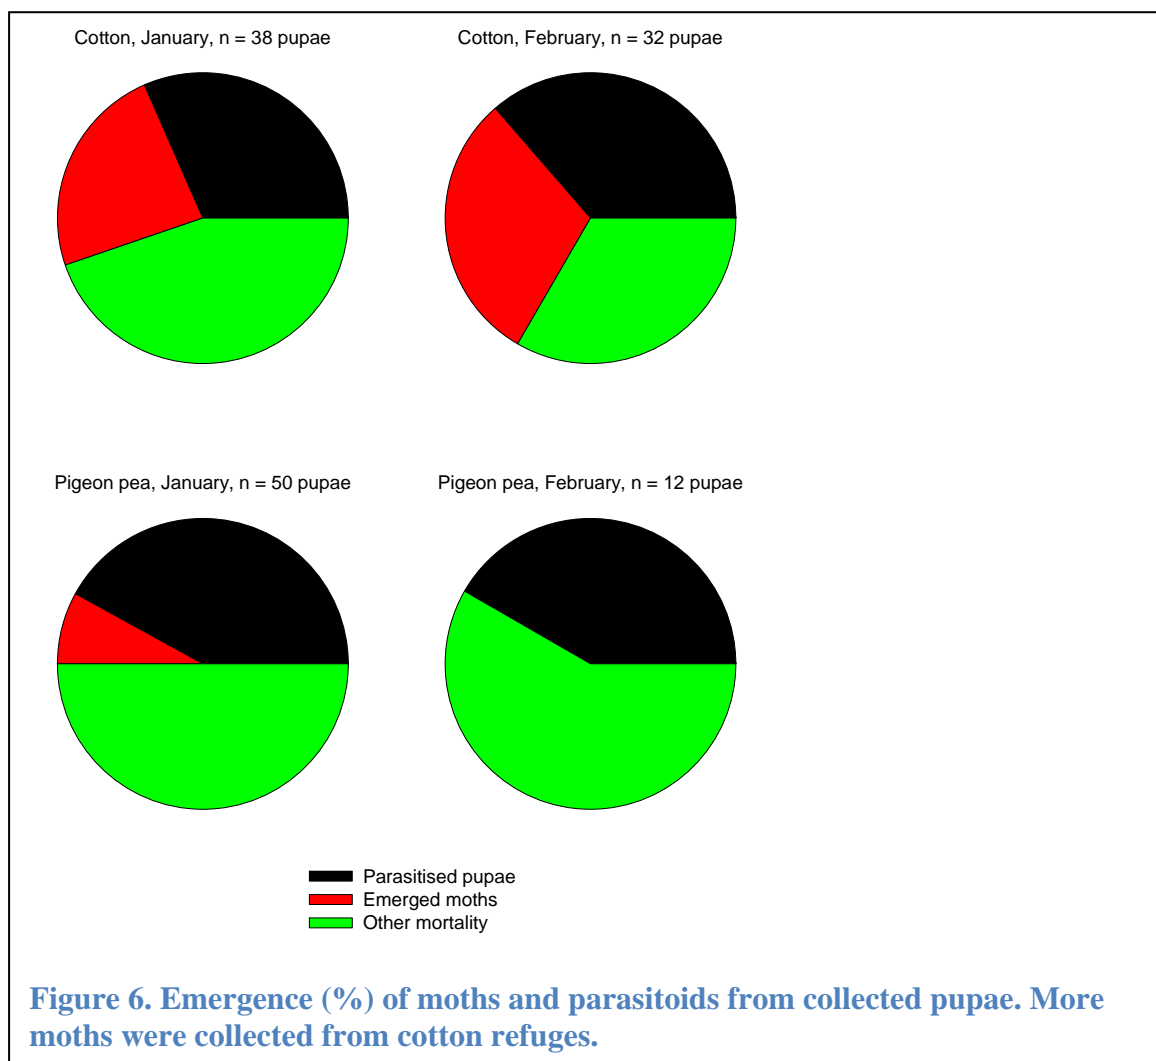 Cotton, January, n = 38 pupae
Cotton, February, n = 32 pupae
Pigeon pea, January, n = 50 pupae
Pigeon pea, February, n = 12 pupae
Parasitised pupae
Emerged moths
Other mortality
Figure 6. Emergence (%) of moths and parasitoids from collected pupae. More
moths were collected from cotton refuges.